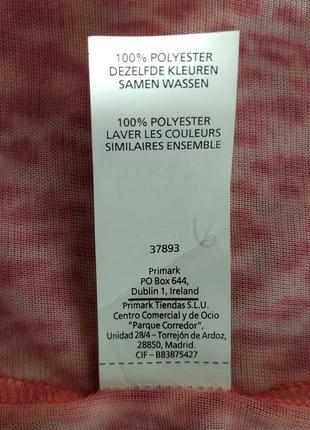 100% POLYESTER
DEZELFDE KLEUREN
SAMEN WASSEN
100% POLYESTER
LAVER LES COULEURS
SIMILAIRES ENSEMBLE
37893
Primark
PO Box 644,
Dublin 1, Ireland
Primark Tiendas S.L.U.
Centro Comercial y de Ocio
"Parque Corredor",
Unidad 28/4 – Torrejón de Ardoz,
28850, Madrid.
CIF – B83875427